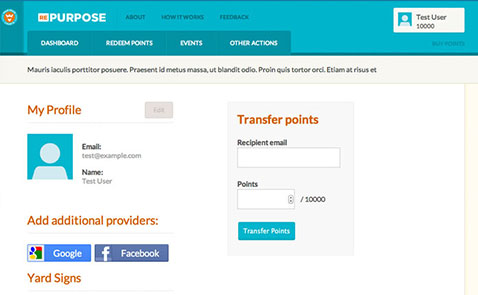 REPURPOSE
ABOUT HOW IT WORKS FEEDBACK
Test User
10000
DASHBOARD REDEEM POINTS EVENTS OTHER ACTIONS
BUY POINTS
Mauris iaculis porttitor posuere. Praesent id metus massa, ut blandit odio. Proin quis tortor orci. Etiam at risus et
My Profile
Edit
Email:
test@example.com
Name:
Test User
Add additional providers:
Google
Facebook
Yard Signs
Transfer points
Recipient email
Points
/ 10000
Transfer Points